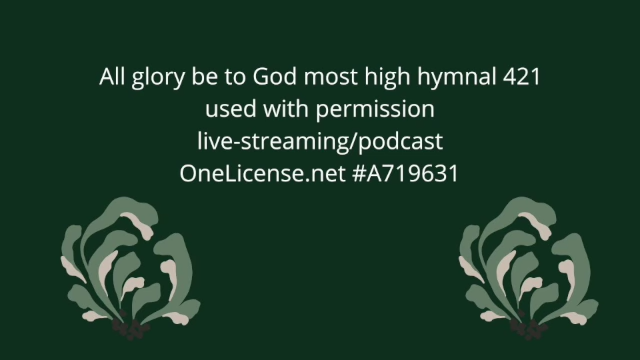 All glory be to God most high hymnal 421
used with permission
live-streaming/podcast
OneLicense.net #A719631